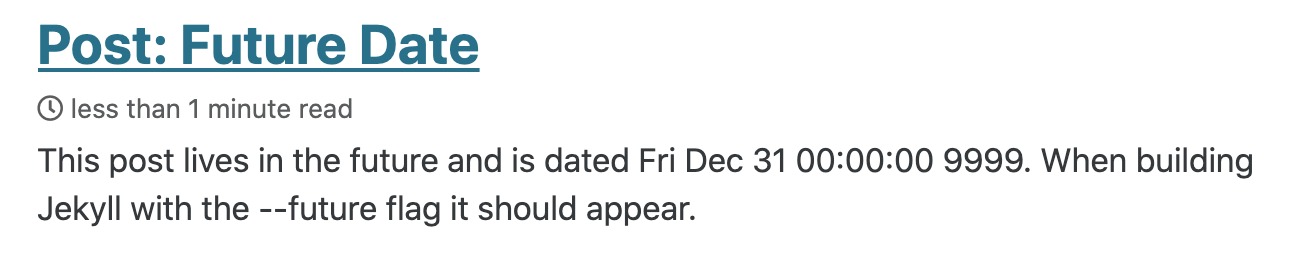 Post: Future Date
less than 1 minute read
This post lives in the future and is dated Fri Dec 31 00:00:00 9999. When building
Jekyll with the --future flag it should appear.